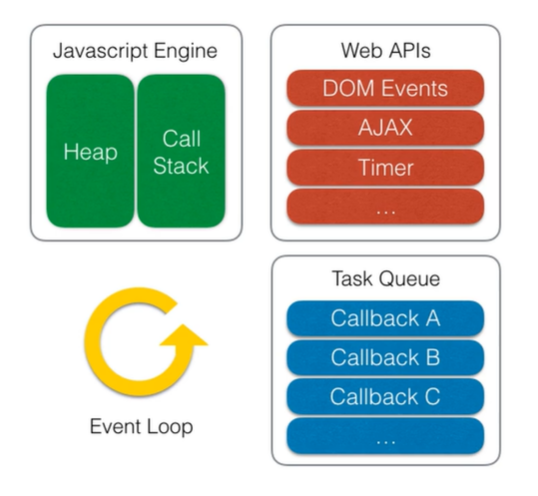 Javascript Engine
Heap
Call
Stack
Web APIs
DOM Events
AJAX
Timer
...
Event Loop
Task Queue
Callback A
Callback B
Callback C
...